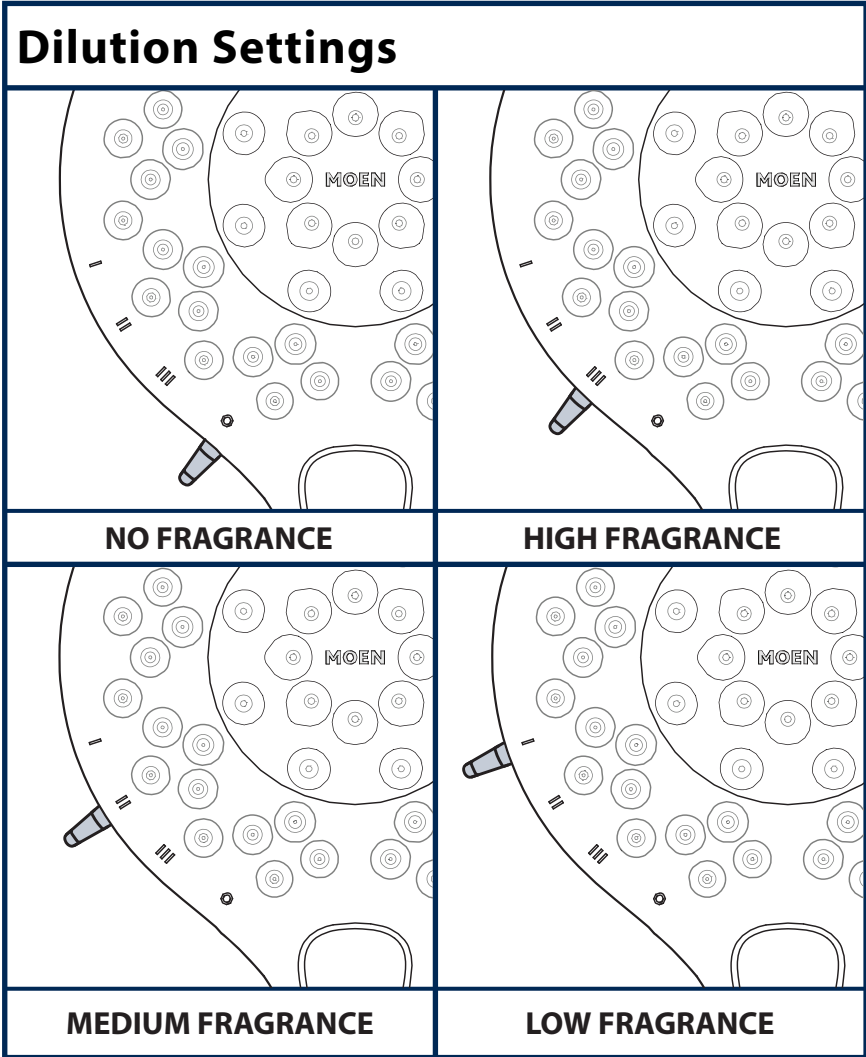 Dilution Settings
MOEN
MOEN
NO FRAGRANCE
HIGH FRAGRANCE
MOEN
MOEN
MEDIUM FRAGRANCE
LOW FRAGRANCE